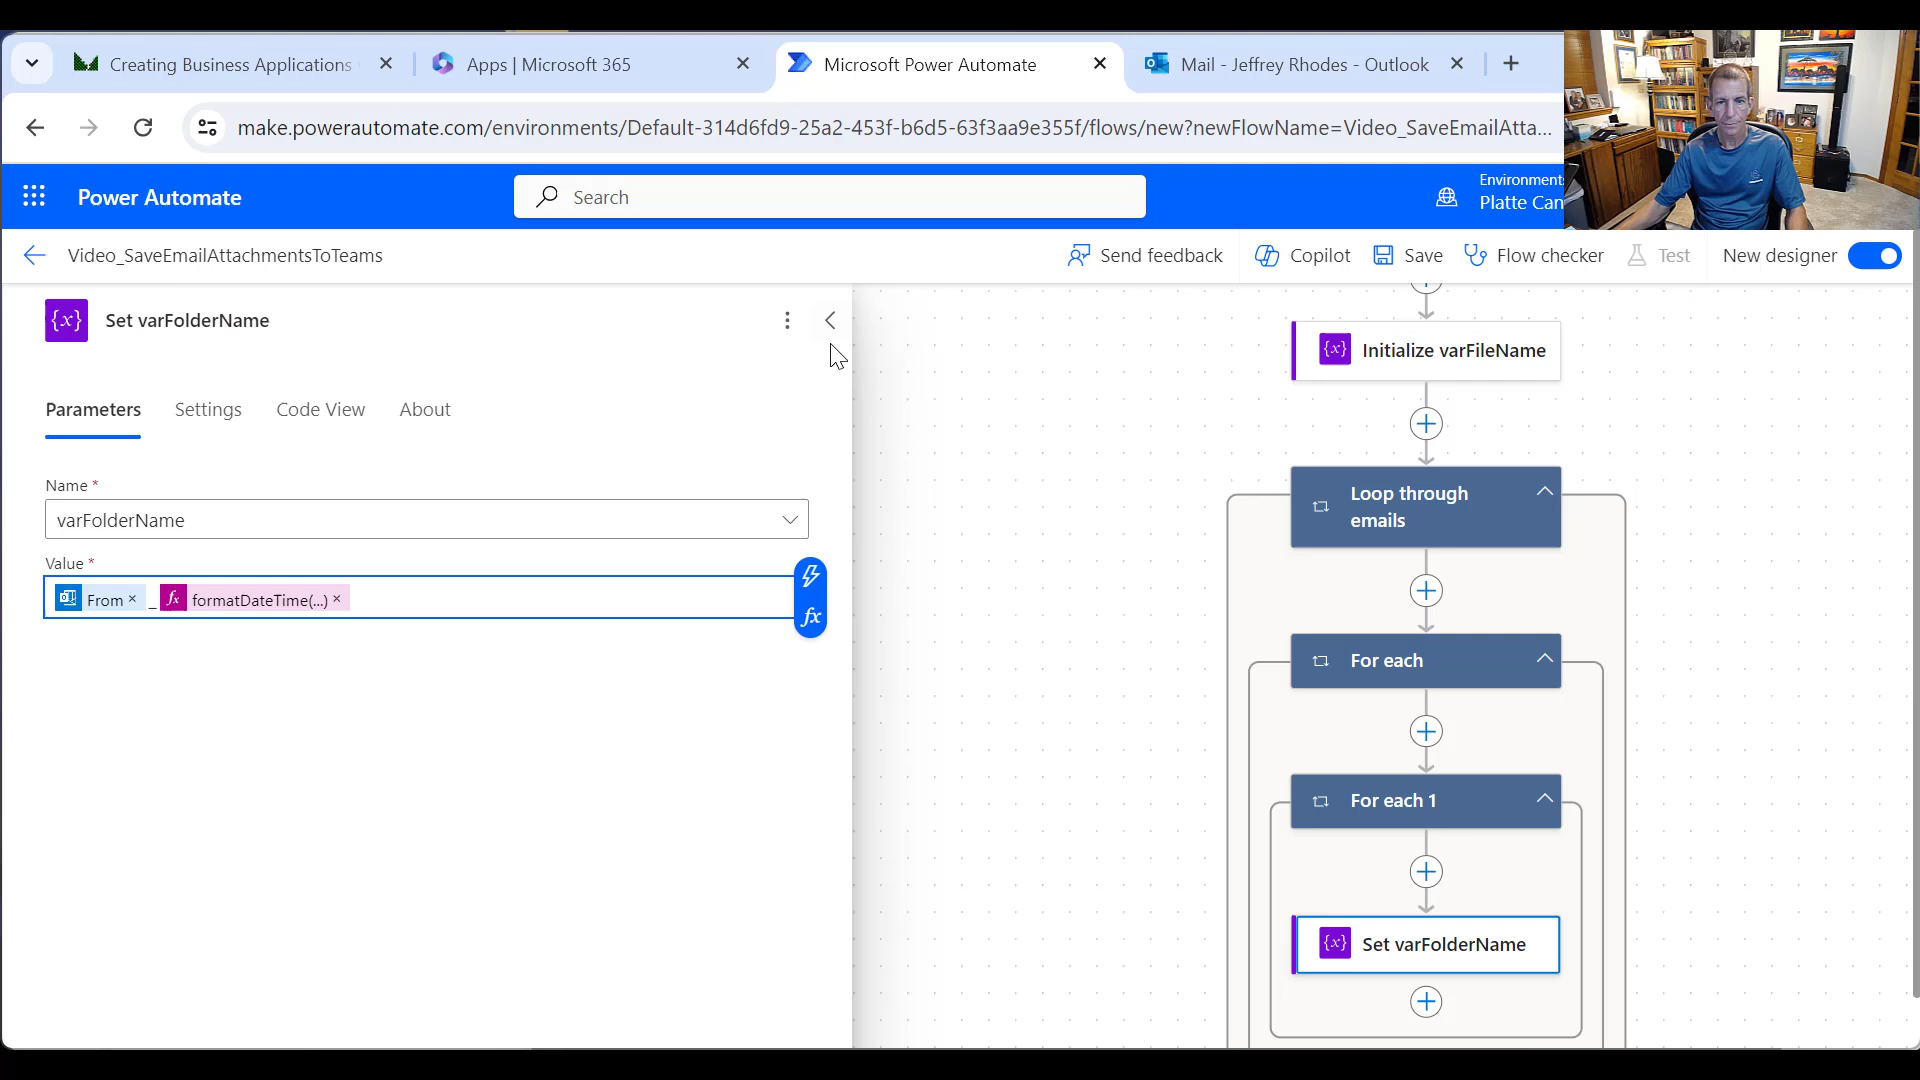 Creating Business Applications
Apps | Microsoft 365
Microsoft Power Automate
Mail - Jeffrey Rhodes - Outlook
make.powerautomate.com/environments/Default-314d6fd9-25a2-453f-b6d5-63f3aa9e355f/flows/new?newFlowName=Video_SaveEmailAtta...
Power Automate
Search
Environment
Platte Can
Video_SaveEmailAttachmentsToTeams
Send feedback
Copilot
Save
Flow checker
Test
New designer
{x} Set varFolderName
Parameters
Settings
Code View
About
Name *
varFolderName
Value *
From × _ fx formatDateTime(...) ×
fx
{x} Initialize varFileName
Loop through
emails
For each
For each 1
{x} Set varFolderName